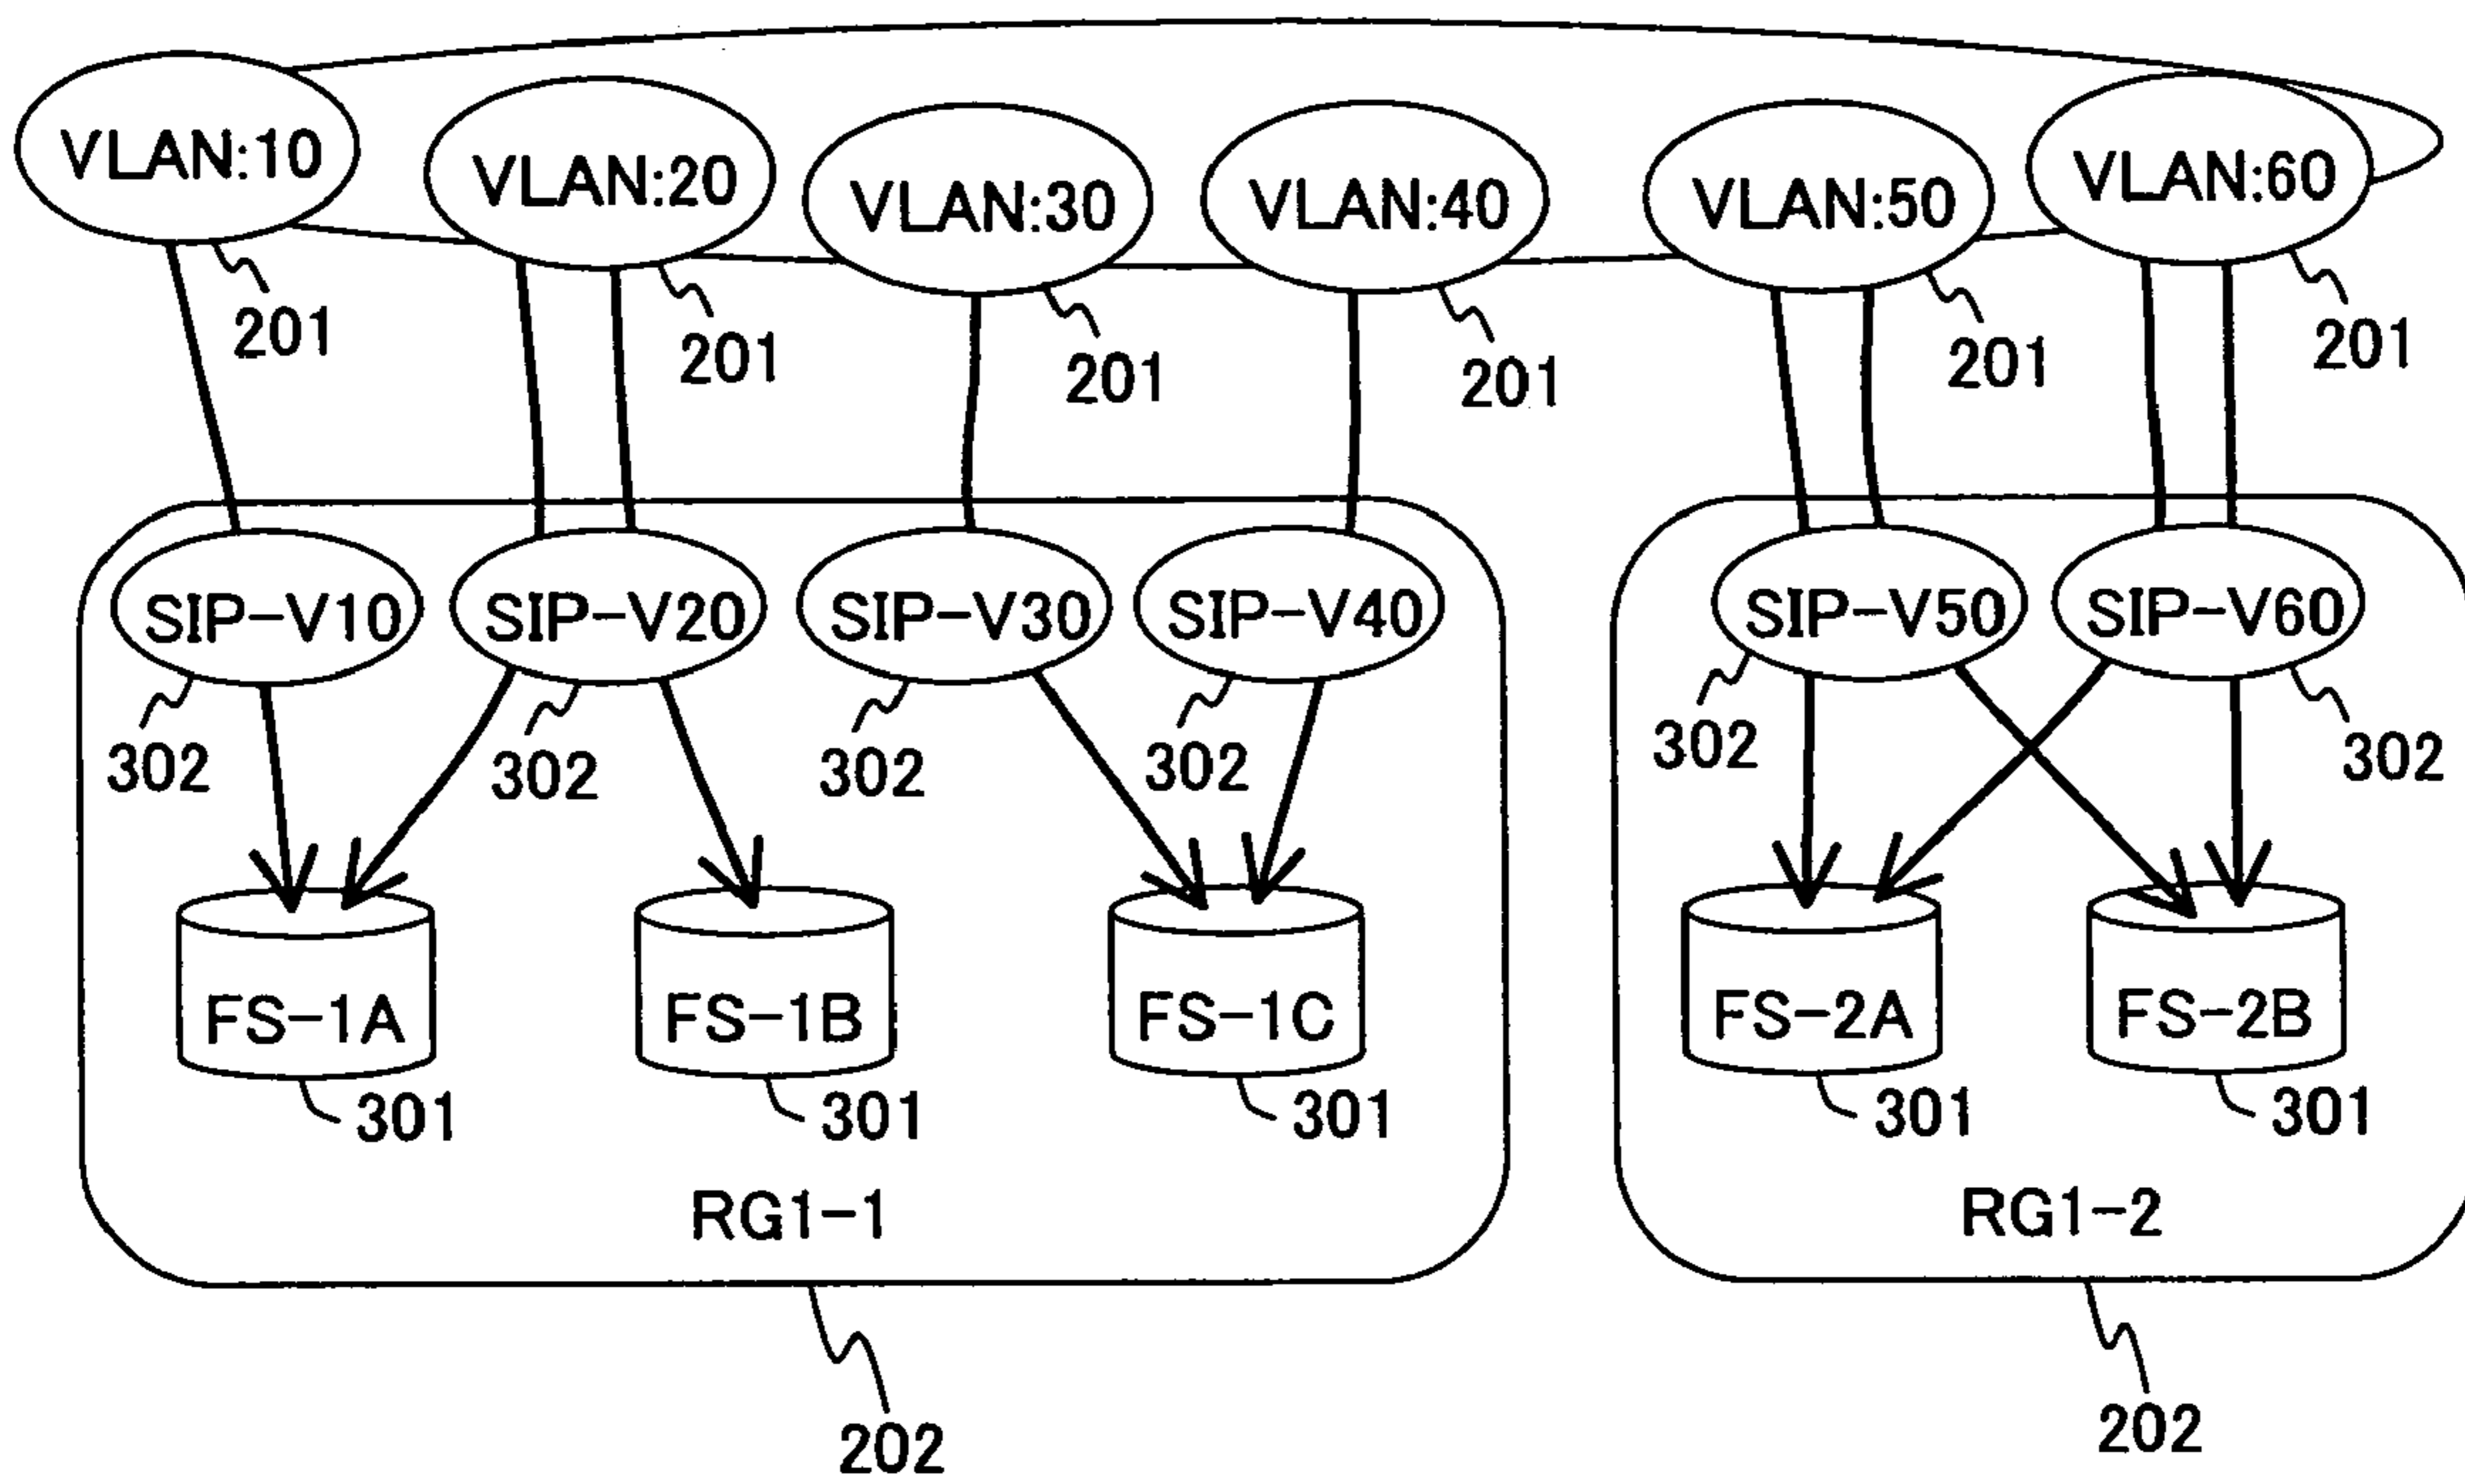 VLAN:10
VLAN:20
VLAN:30
VLAN:40
VLAN:50
VLAN:60
201
201
201
201
201
201
SIP-V10
SIP-V20
SIP-V30
SIP-V40
SIP-V50
SIP-V60
302
302
302
302
302
302
FS-1A
FS-1B
FS-1C
FS-2A
FS-2B
301
301
301
301
301
RG1-1
RG1-2
202
202